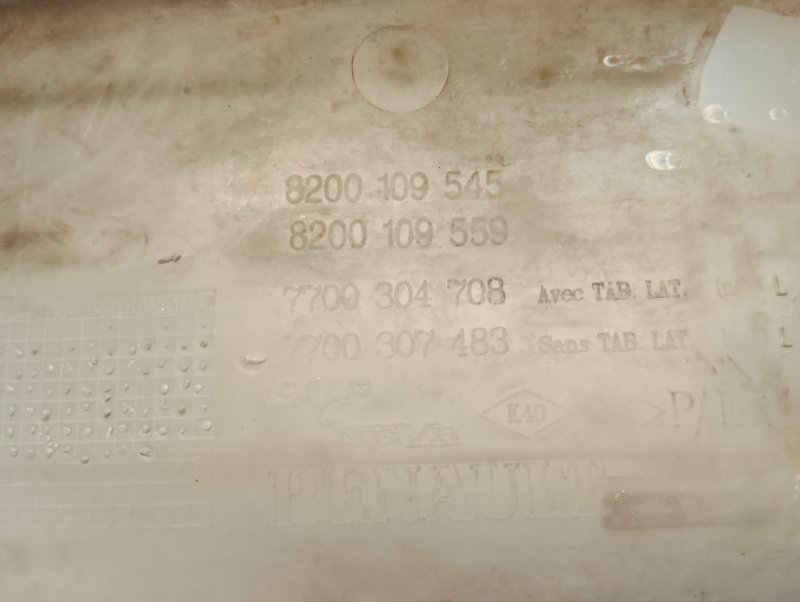 8200 109 545
8200 109 559
7700 304 708 Avec TAB. LAT. L
7700 307 483 Sans TAB. LAT L
K40
>P/E
RENAULT